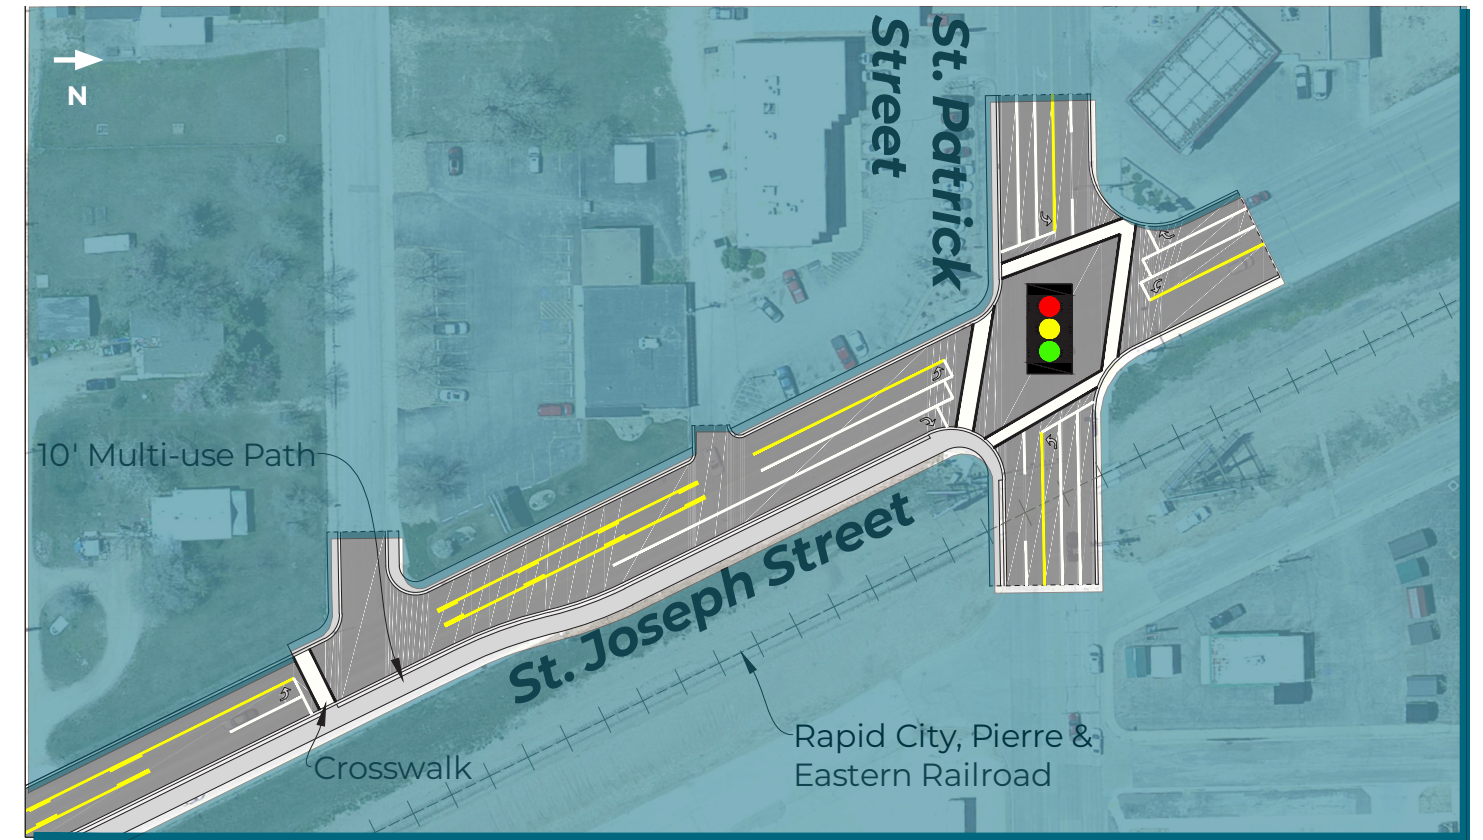 N
St. Patrick
Street
10' Multi-use Path
St. Joseph Street
Crosswalk
Rapid City, Pierre &
Eastern Railroad